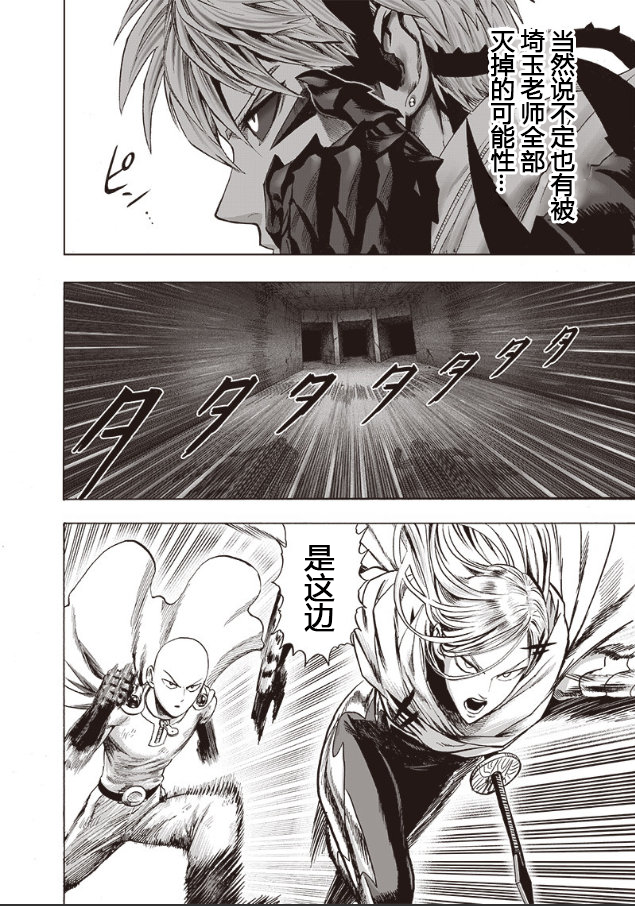 当然说不定也有被
埼玉老师全部
灭掉的可能性…
ピシ
タタタタタタタ
是这边